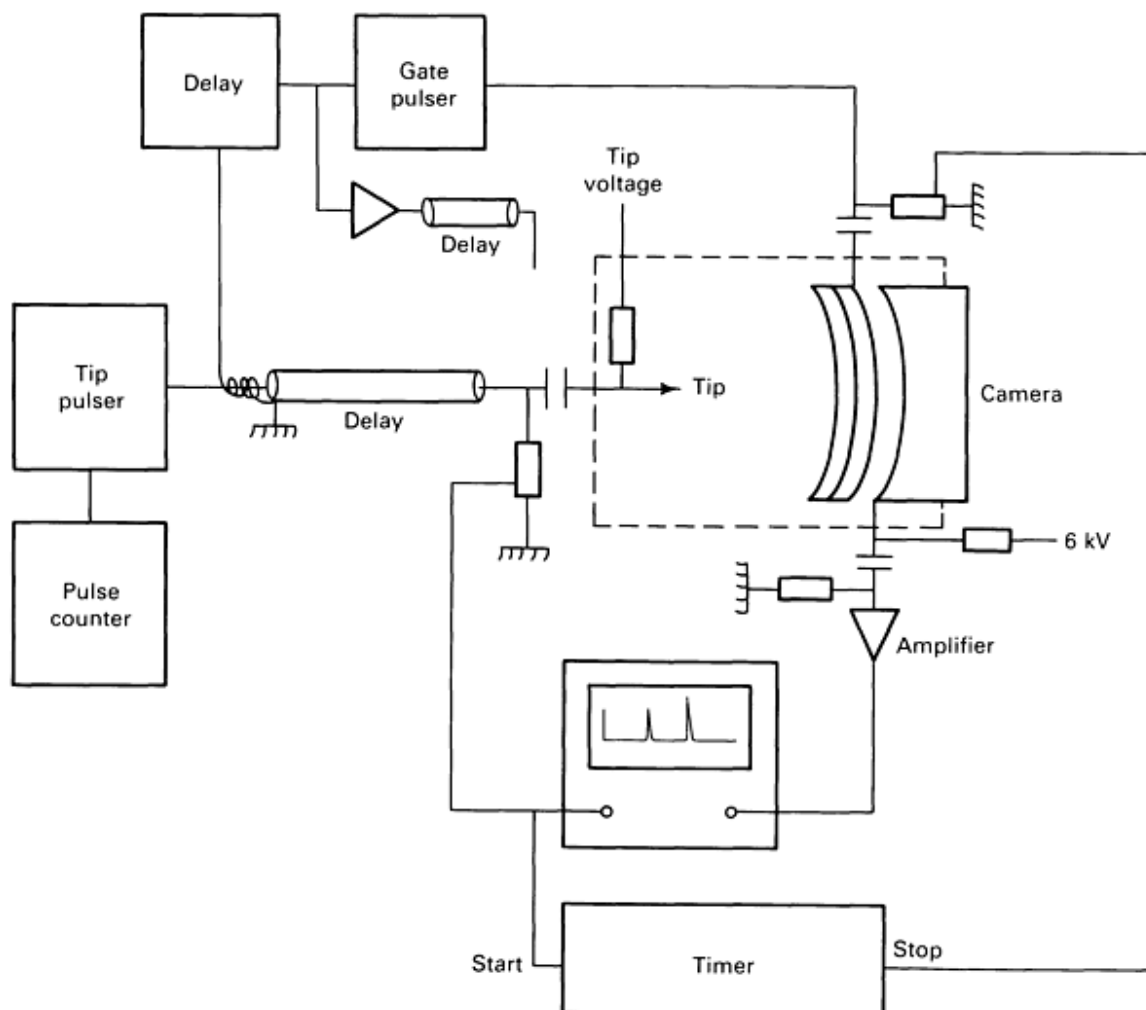 Delay
Gate
pulser
Tip
voltage
Delay
Tip
pulser
Delay
Tip
Camera
Pulse
counter
6 kV
Amplifier
Start
Timer
Stop